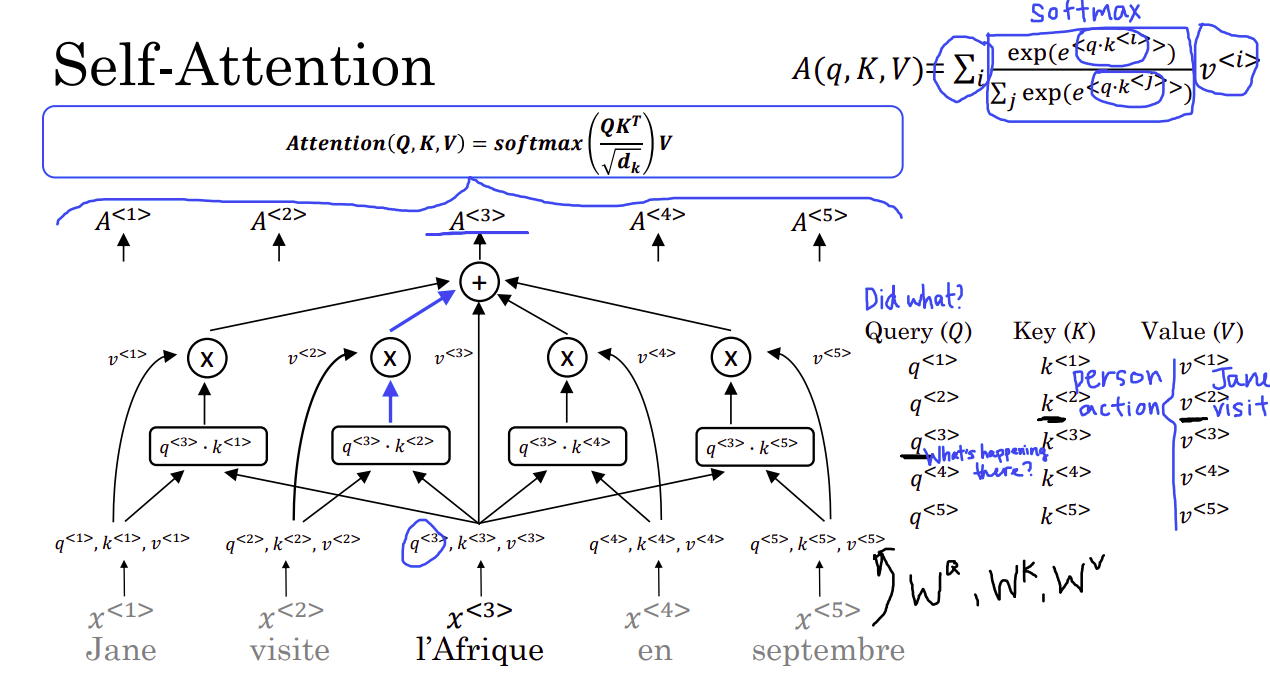 softmax
Self-Attention
A(q, K, V) = ∑i exp(e^<q·k^<i>>) / ∑j exp(e^<q·k^<j>>) v^<i>
Attention(Q, K, V) = softmax(QK^T / √dk) V
A^<1> A^<2> A^<3> A^<4> A^<5>
+
Did what?
Query (Q) Key (K) Value (V)
v^<1> x v^<2> x v^<3> x v^<4> x v^<5>
q^<1> k^<1> v^<1>
person Jane
q^<2> k^<2> v^<2>
action visit
q^<3> · k^<1> q^<3> · k^<2> q^<3> · k^<4> q^<3> · k^<5>
q^<3> k^<3> v^<3>
What's happening
there?
q^<4> k^<4> v^<4>
q^<5> k^<5> v^<5>
q^<1>, k^<1>, v^<1> q^<2>, k^<2>, v^<2> q^<3>, k^<3>, v^<3> q^<4>, k^<4>, v^<4> q^<5>, k^<5>, v^<5>
W^Q, W^K, W^V
x^<1> x^<2> x^<3> x^<4> x^<5>
Jane visite l'Afrique en septembre